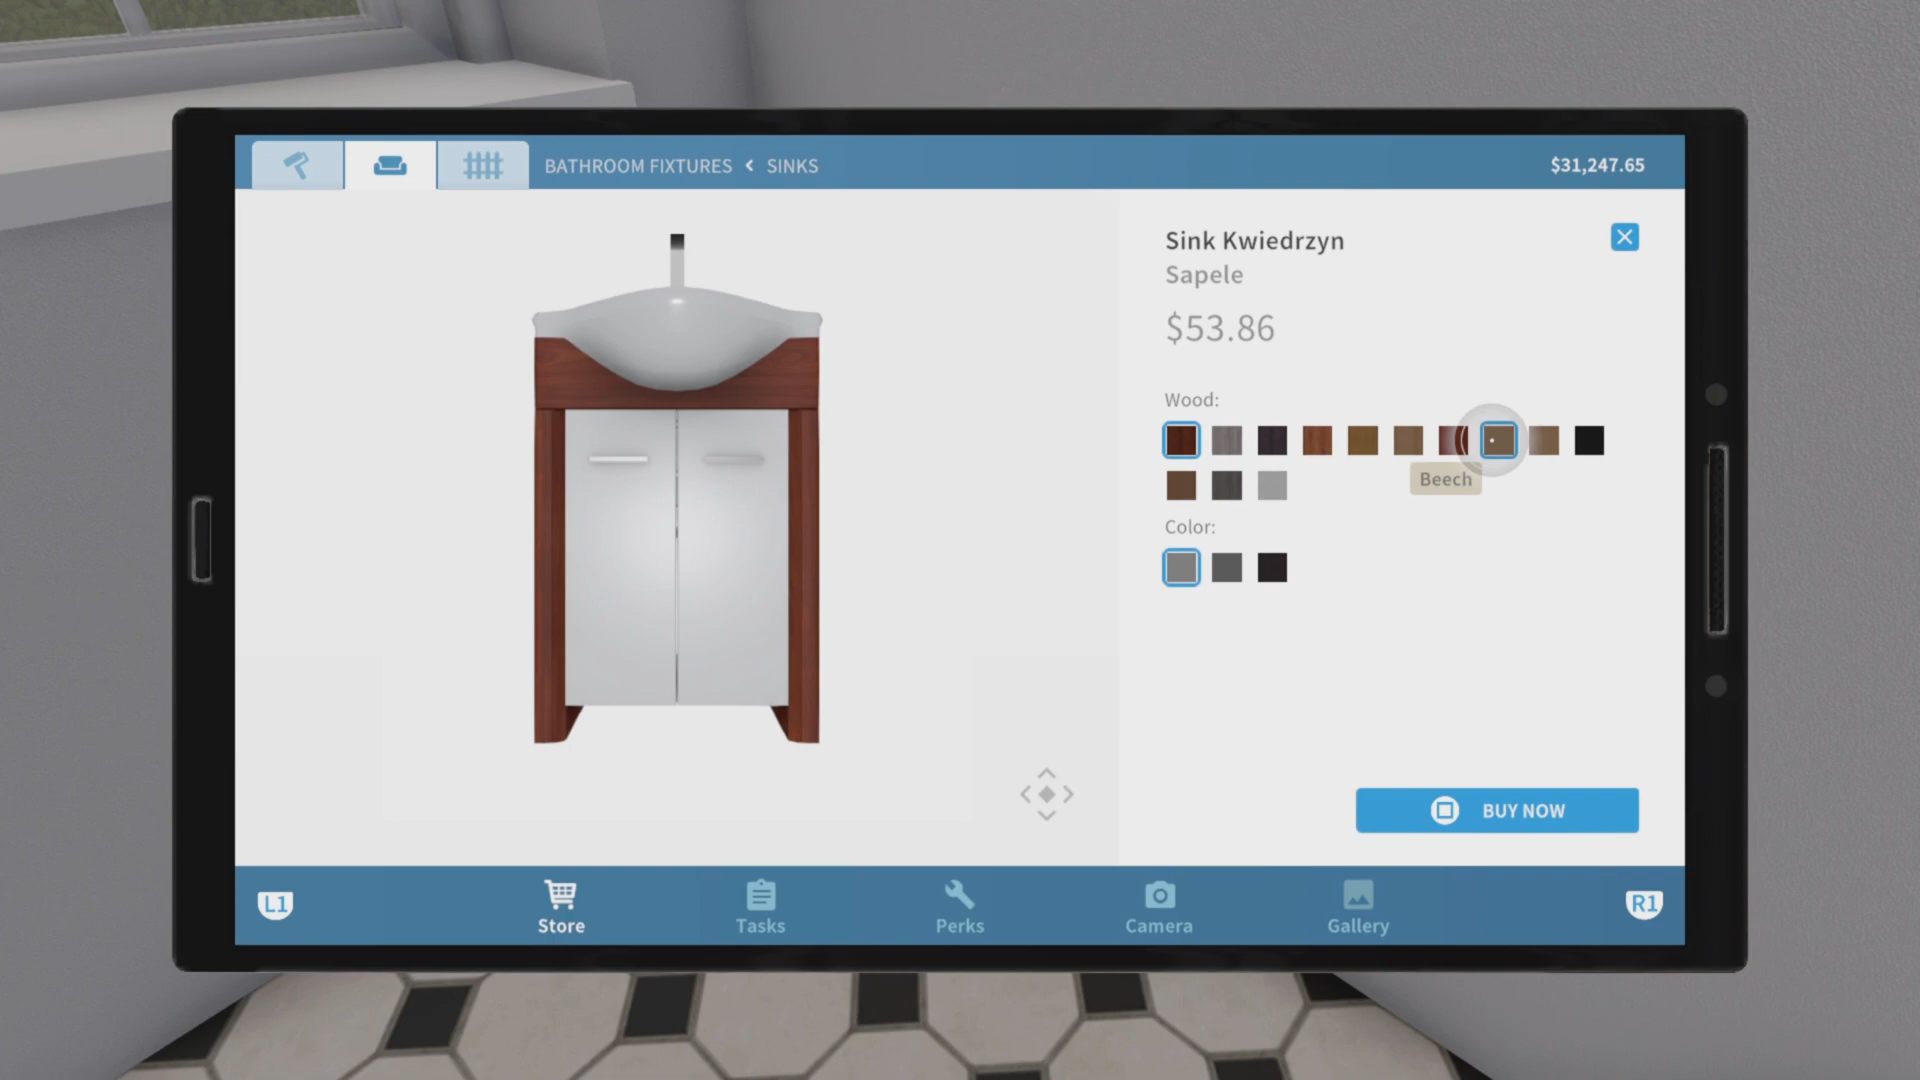 BATHROOM FIXTURES < SINKS
$31,247.65
Sink Kwiedrzyn
Sapele
$53.86
Wood:
Beech
Color:
BUY NOW
L1
Store
Tasks
Perks
Camera
Gallery
R1